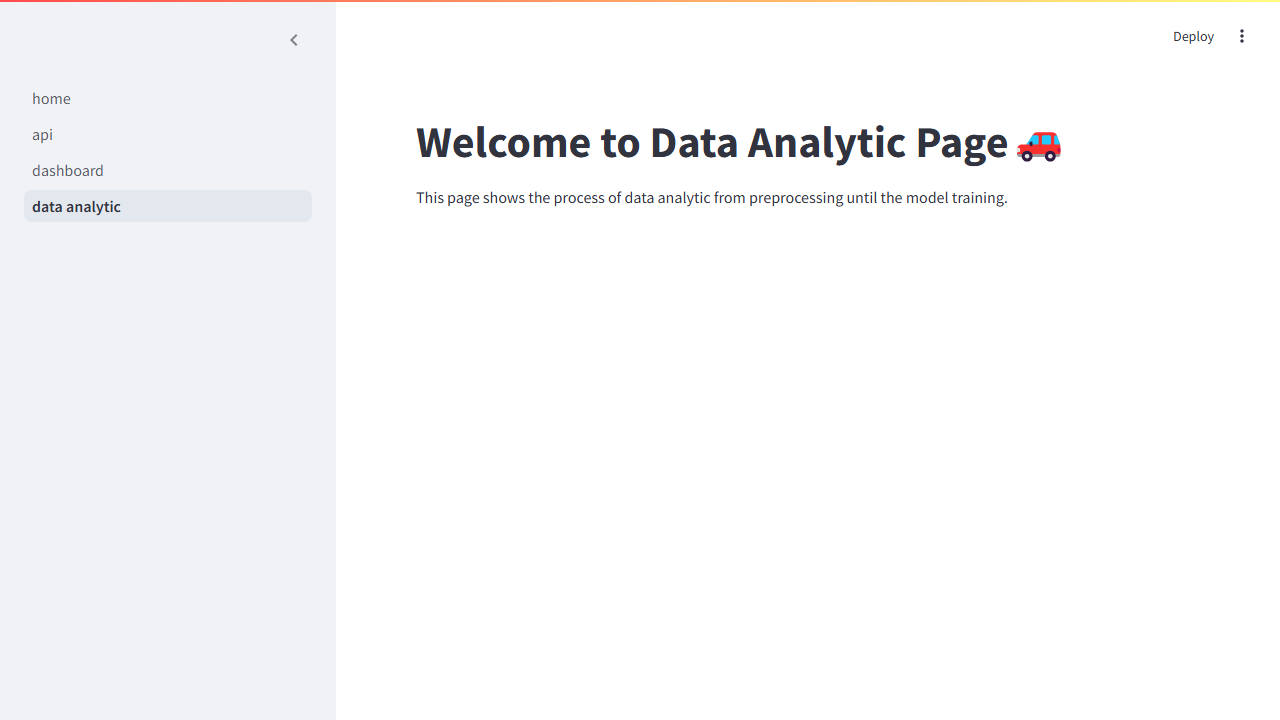 Deploy
home
api
dashboard
data analytic
Welcome to Data Analytic Page 🚗
This page shows the process of data analytic from preprocessing until the model training.